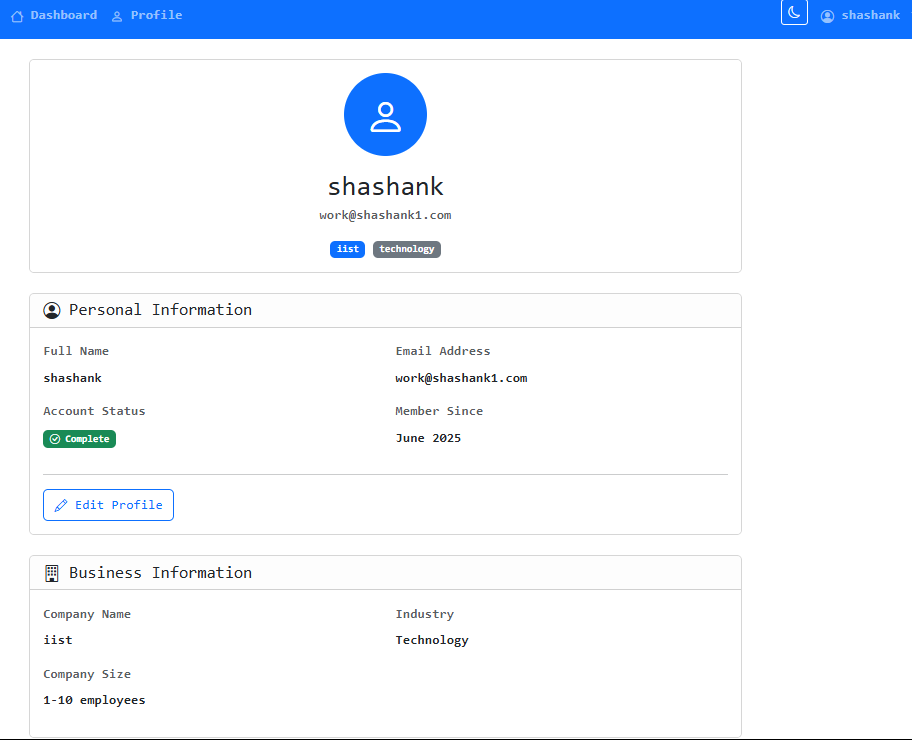 Dashboard Profile shashank
shashank
work@shashank1.com
iist technology
Personal Information
Full Name Email Address
shashank work@shashank1.com
Account Status Member Since
Complete June 2025
Edit Profile
Business Information
Company Name Industry
iist Technology
Company Size
1-10 employees